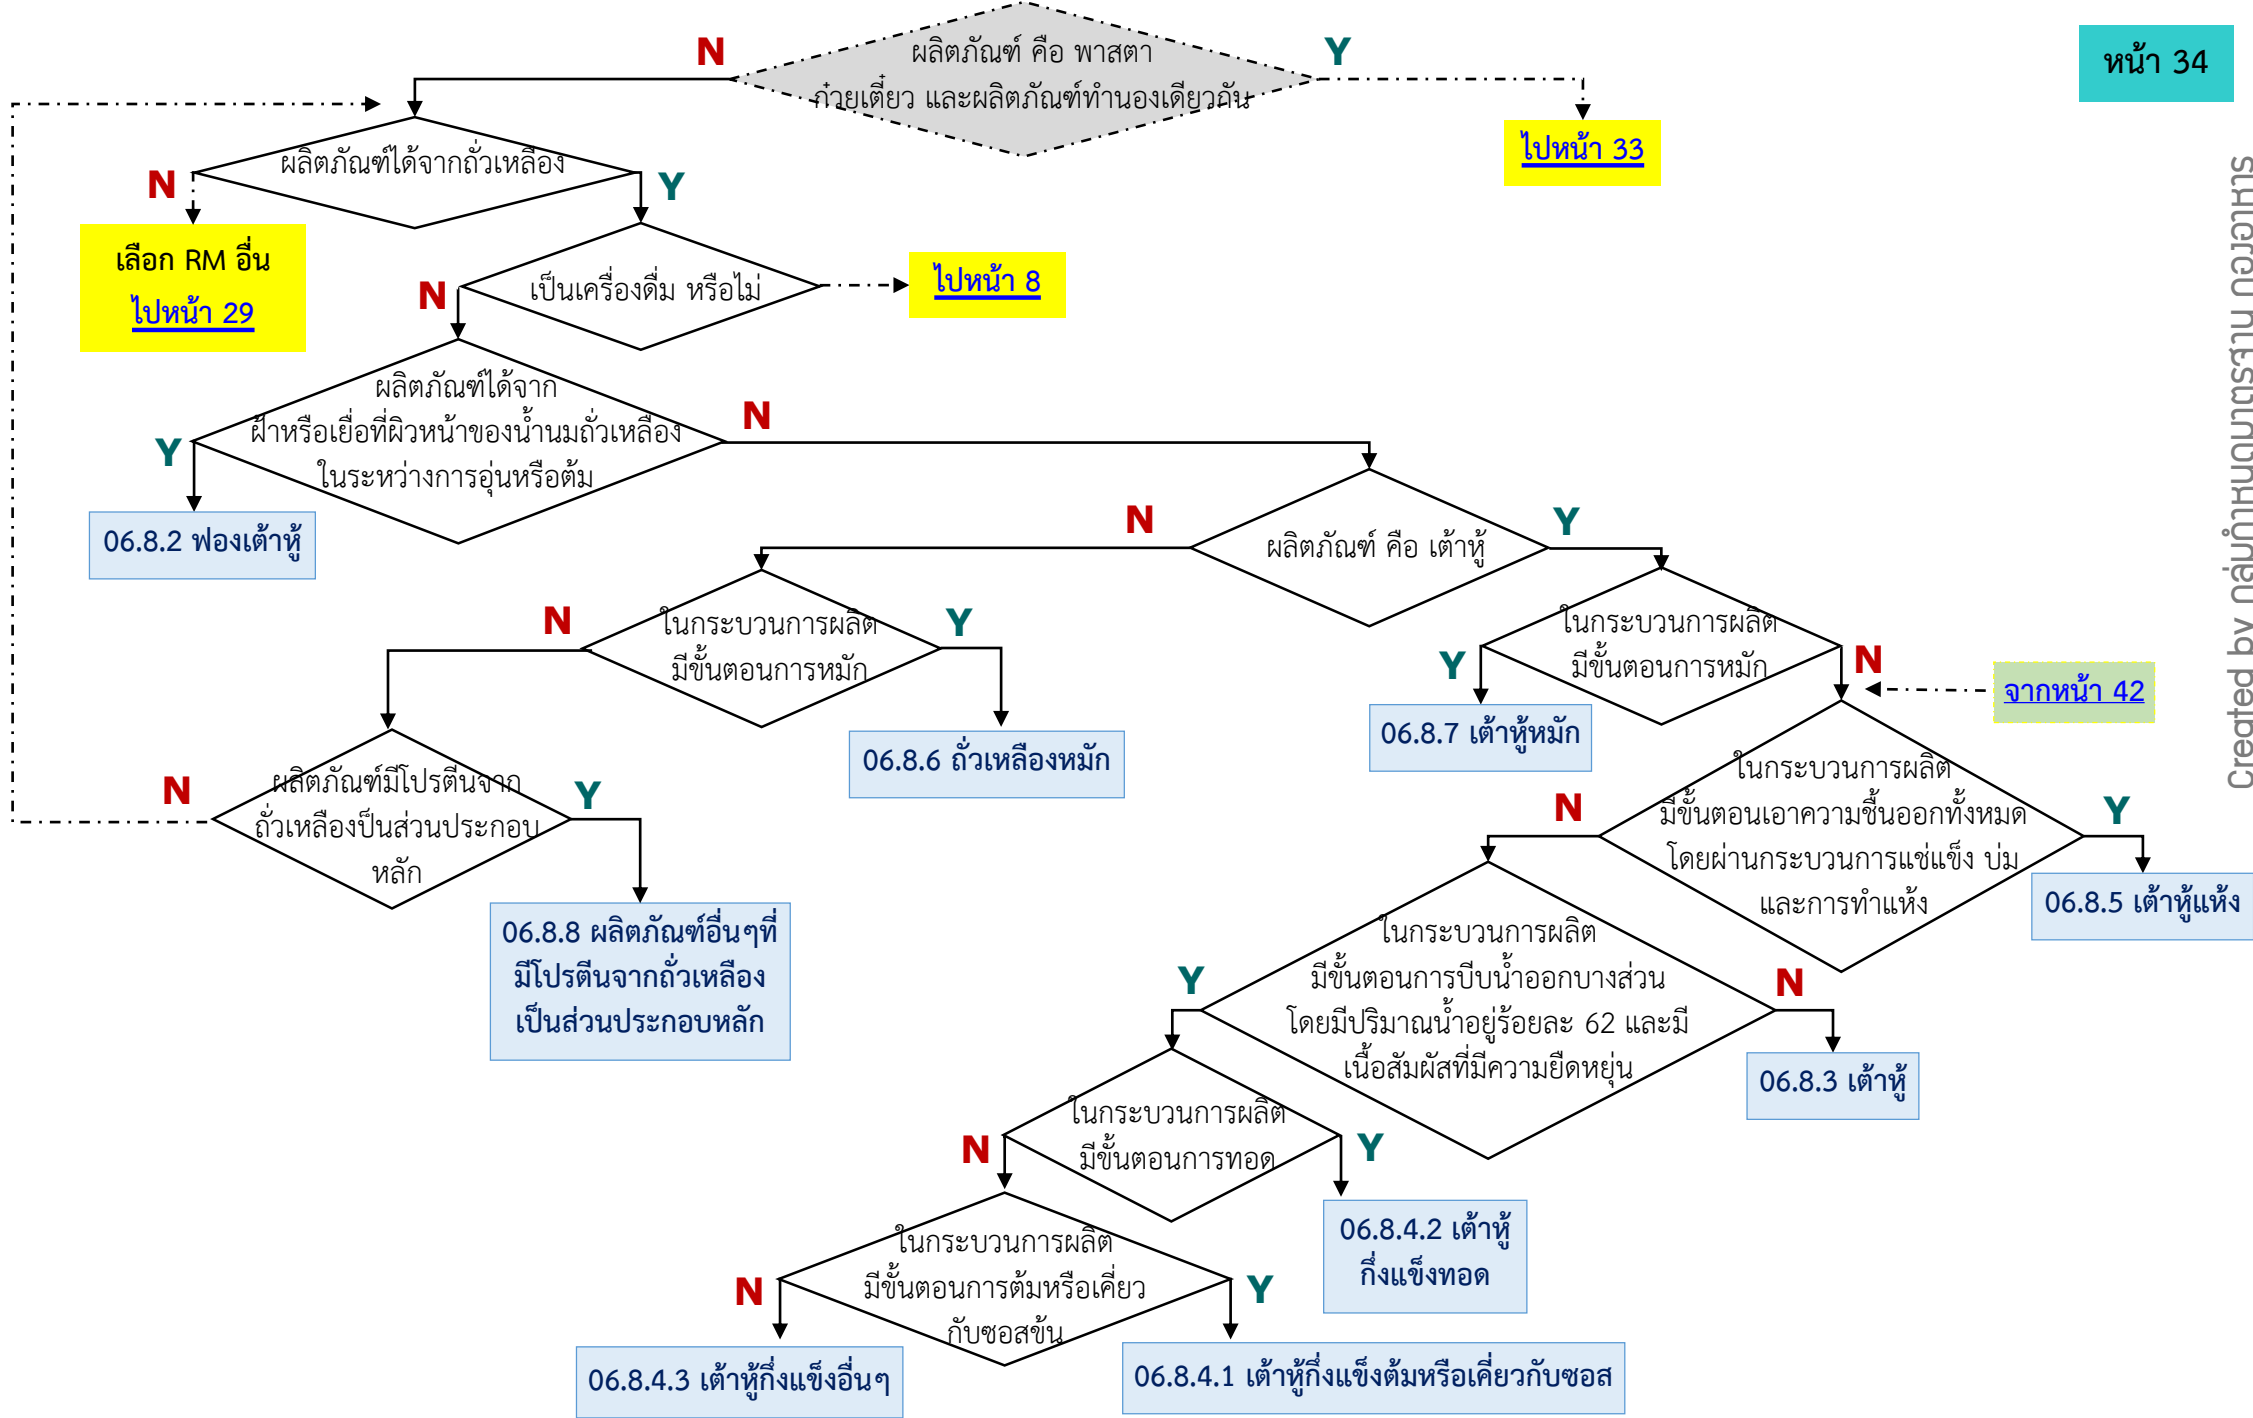 หน้า 34
N
ผลิตภัณฑ์ คือ พาสตา
ก๋วยเตี๋ยว และผลิตภัณฑ์ทำนองเดียวกัน
Y
ไปหน้า 33
ผลิตภัณฑ์ได้จากถั่วเหลือง
N
Y
เลือก RM อื่น
ไปหน้า 29
เป็นเครื่องดื่ม หรือไม่
N
ไปหน้า 8
ผลิตภัณฑ์ได้จาก
ฝ้าหรือเยื่อที่ผิวหน้าของน้ำนมถั่วเหลือง
ในระหว่างการอุ่นหรือต้ม
Y
N
06.8.2 ฟองเต้าหู้
ผลิตภัณฑ์ คือ เต้าหู้
N
Y
ในกระบวนการผลิต
มีขั้นตอนการหมัก
N
Y
ในกระบวนการผลิต
มีขั้นตอนการหมัก
Y
N
จากหน้า 42
06.8.6 ถั่วเหลืองหมัก
06.8.7 เต้าหู้หมัก
ผลิตภัณฑ์มีโปรตีนจาก
ถั่วเหลืองป็นส่วนประกอบ
หลัก
N
Y
06.8.8 ผลิตภัณฑ์อื่นๆที่
มีโปรตีนจากถั่วเหลือง
เป็นส่วนประกอบหลัก
ในกระบวนการผลิต
มีขั้นตอนเอาความชื้นออกทั้งหมด
โดยผ่านกระบวนการแช่แข็ง บ่ม
และการทำแห้ง
N
Y
06.8.5 เต้าหู้แห้ง
ในกระบวนการผลิต
มีขั้นตอนการบีบน้ำออกบางส่วน
โดยมีปริมาณน้ำอยู่ร้อยละ 62 และมี
เนื้อสัมผัสที่มีความยืดหยุ่น
Y
N
06.8.3 เต้าหู้
ในกระบวนการผลิต
มีขั้นตอนการทอด
N
Y
06.8.4.2 เต้าหู้
กึ่งแข็งทอด
ในกระบวนการผลิต
มีขั้นตอนการต้มหรือเคี่ยว
กับซอสข้น
N
Y
06.8.4.3 เต้าหู้กึ่งแข็งอื่นๆ
06.8.4.1 เต้าหู้กึ่งแข็งต้มหรือเคี่ยวกับซอส
Created by กลุ่มกำหนดมาตรฐาน กองอาหาร